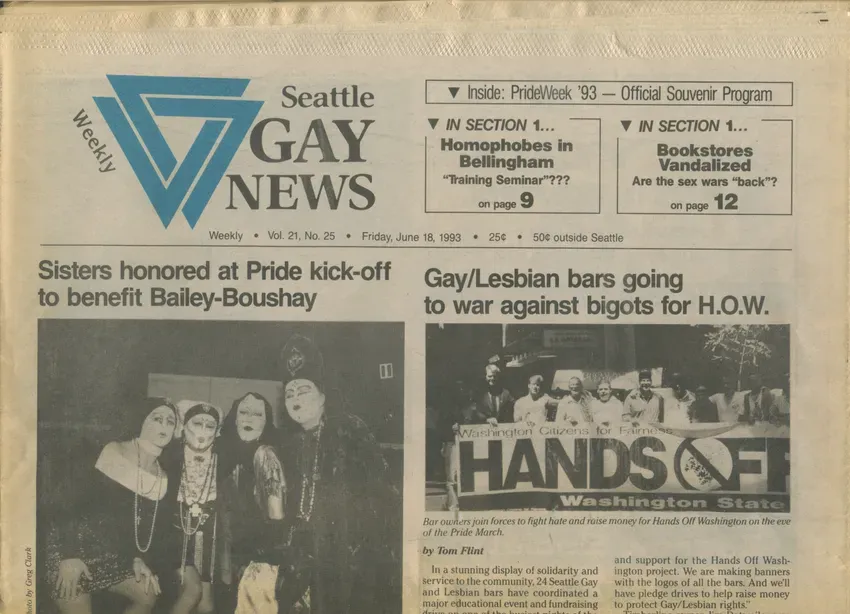 Weekly
Seattle
GAY
NEWS
▼ Inside: PrideWeek '93 — Official Souvenir Program
▼ IN SECTION 1...
Homophobes in
Bellingham
"Training Seminar"???
on page 9
▼ IN SECTION 1...
Bookstores
Vandalized
Are the sex wars "back"?
on page 12
Weekly • Vol. 21, No. 25 • Friday, June 18, 1993 • 25¢ • 50¢ outside Seattle
Sisters honored at Pride kick-off
to benefit Bailey-Boushay
Photo by Greg Clark
Gay/Lesbian bars going
to war against bigots for H.O.W.
Washington Citizens for Fairness
HANDS OFF
Washington State
Bar owners join forces to fight hate and raise money for Hands Off Washington on the eve
of the Pride March.
by Tom Flint
In a stunning display of solidarity and
service to the community, 24 Seattle Gay
and Lesbian bars have coordinated a
major educational event and fundraising
and support for the Hands Off Wash-
ington project. We are making banners
with the logos of all the bars. And we'll
have pledge drives to help raise money
to protect Gay/Lesbian rights."